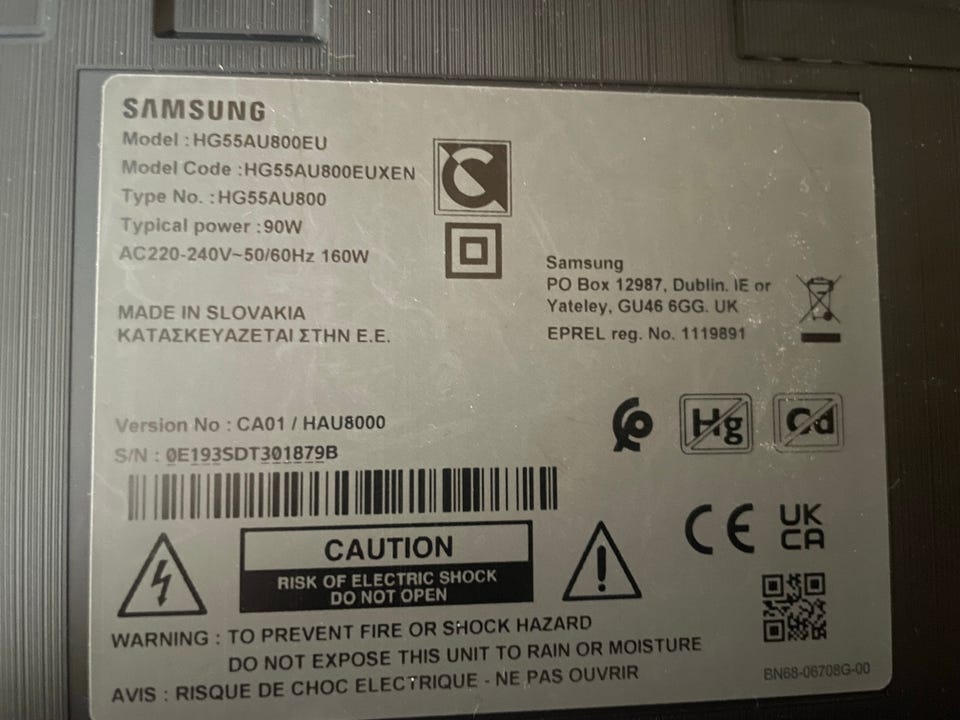 SAMSUNG
Model : HG55AU800EU
Model Code : HG55AU800EUXEN
Type No. : HG55AU800
Typical power : 90W
AC220-240V~50/60Hz 160W
Samsung
PO Box 12987, Dublin. IE or
Yateley, GU46 6GG. UK
EPREL reg. No. 1119891
MADE IN SLOVAKIA
ΚΑΤΑΣΚΕΥΑΖΕΤΑΙ ΣΤΗΝ Ε.Ε.
Version No : CA01 / HAU8000
S/N : 0E193SDT301879B
Hg
Cd
CE
UK
CA
CAUTION
RISK OF ELECTRIC SHOCK
DO NOT OPEN
WARNING : TO PREVENT FIRE OR SHOCK HAZARD
DO NOT EXPOSE THIS UNIT TO RAIN OR MOISTURE
AVIS : RISQUE DE CHOC ELECTRIQUE - NE PAS OUVRIR
BN68-06708G-00